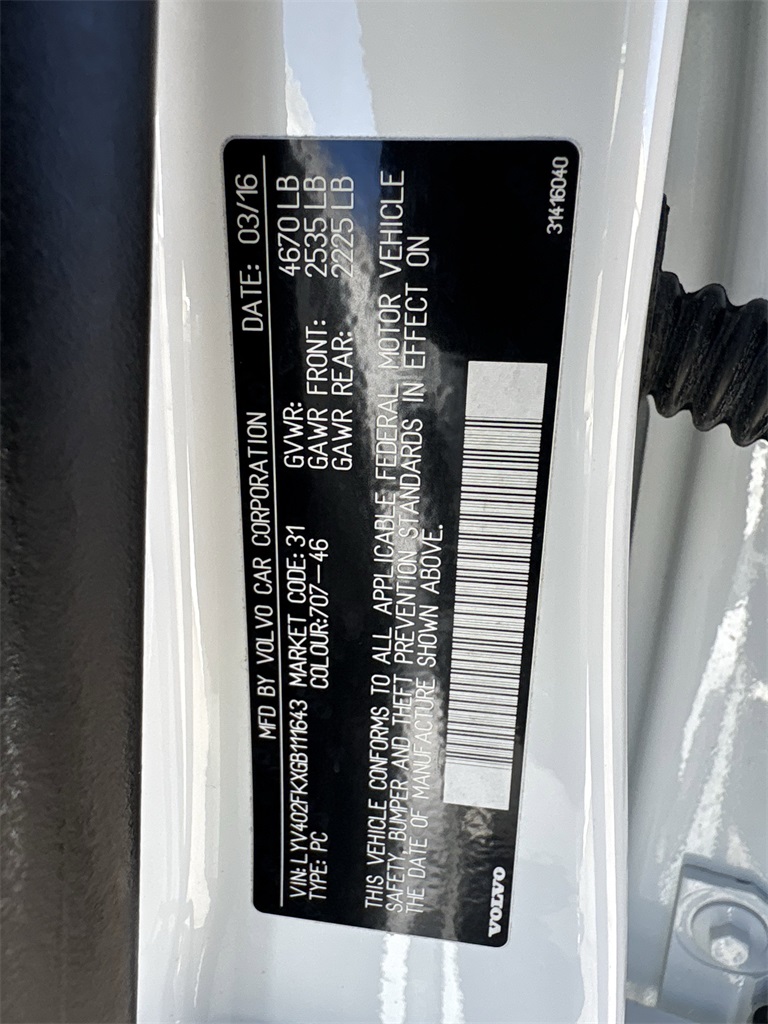 MFD BY VOLVO CAR CORPORATION DATE: 03/16
VIN: LYV402FKXGB111643 MARKET CODE: 31 GVWR: 4670 LB
TYPE: PC COLOUR:707-46 GAWR FRONT: 2535 LB
GAWR REAR: 2225 LB
THIS VEHICLE CONFORMS TO ALL APPLICABLE FEDERAL MOTOR VEHICLE
SAFETY, BUMPER AND THEFT PREVENTION STANDARDS IN EFFECT ON
THE DATE OF MANUFACTURE SHOWN ABOVE.
VOLVO
31416040